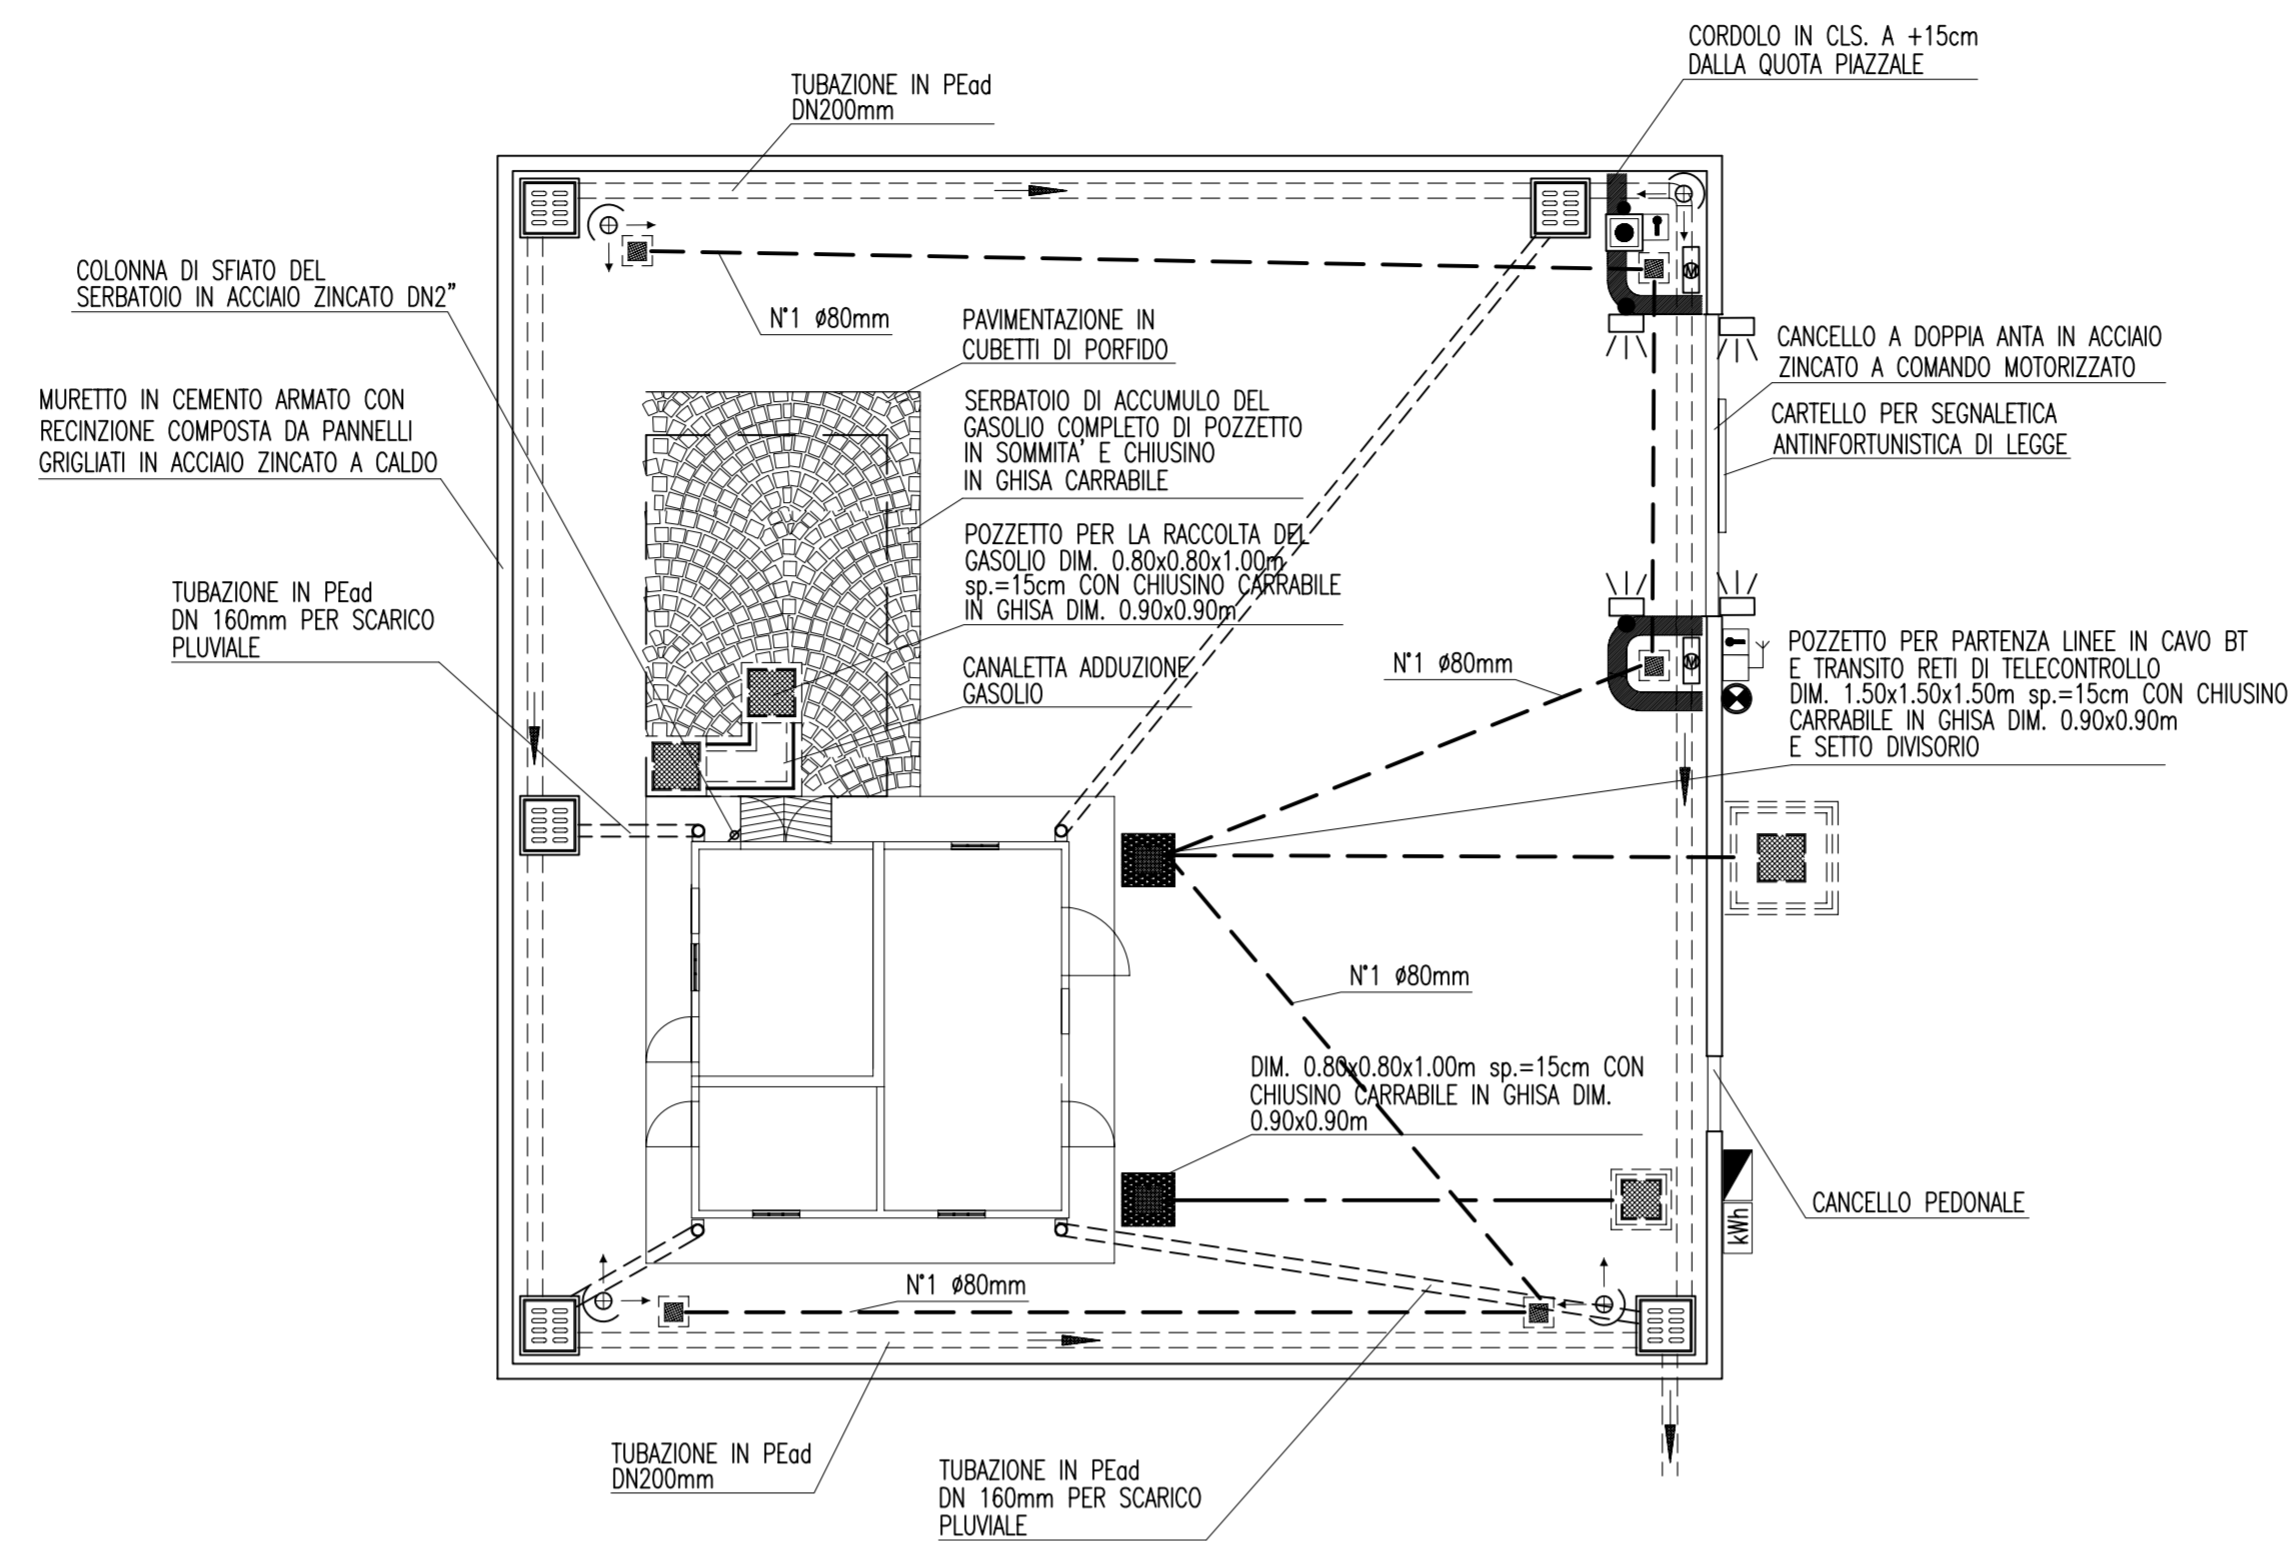 CORDOLO IN CLS. A +15cm
DALLA QUOTA PIAZZALE
TUBAZIONE IN PEad
DN200mm
COLONNA DI SFIATO DEL
SERBATOIO IN ACCIAIO ZINCATO DN2"
N°1 ø80mm
PAVIMENTAZIONE IN
CUBETTI DI PORFIDO
CANCELLO A DOPPIA ANTA IN ACCIAIO
ZINCATO A COMANDO MOTORIZZATO
MURETTO IN CEMENTO ARMATO CON
RECINZIONE COMPOSTA DA PANNELLI
GRIGLIATI IN ACCIAIO ZINCATO A CALDO
SERBATOIO DI ACCUMULO DEL
GASOLIO COMPLETO DI POZZETTO
IN SOMMITA' E CHIUSINO
IN GHISA CARRABILE
CARTELLO PER SEGNALETICA
ANTINFORTUNISTICA DI LEGGE
POZZETTO PER LA RACCOLTA DEL
GASOLIO DIM. 0.80x0.80x1.00m
sp.=15cm CON CHIUSINO CARRABILE
IN GHISA DIM. 0.90x0.90m
TUBAZIONE IN PEad
DN 160mm PER SCARICO
PLUVIALE
CANALETTA ADDUZIONE
GASOLIO
N°1 ø80mm
POZZETTO PER PARTENZA LINEE IN CAVO BT
E TRANSITO RETI DI TELECONTROLLO
DIM. 1.50x1.50x1.50m sp.=15cm CON CHIUSINO
CARRABILE IN GHISA DIM. 0.90x0.90m
E SETTO DIVISORIO
M
M
N°1 ø80mm
DIM. 0.80x0.80x1.00m sp.=15cm CON
CHIUSINO CARRABILE IN GHISA DIM.
0.90x0.90m
CANCELLO PEDONALE
kWh
N°1 ø80mm
TUBAZIONE IN PEad
DN200mm
TUBAZIONE IN PEad
DN 160mm PER SCARICO
PLUVIALE